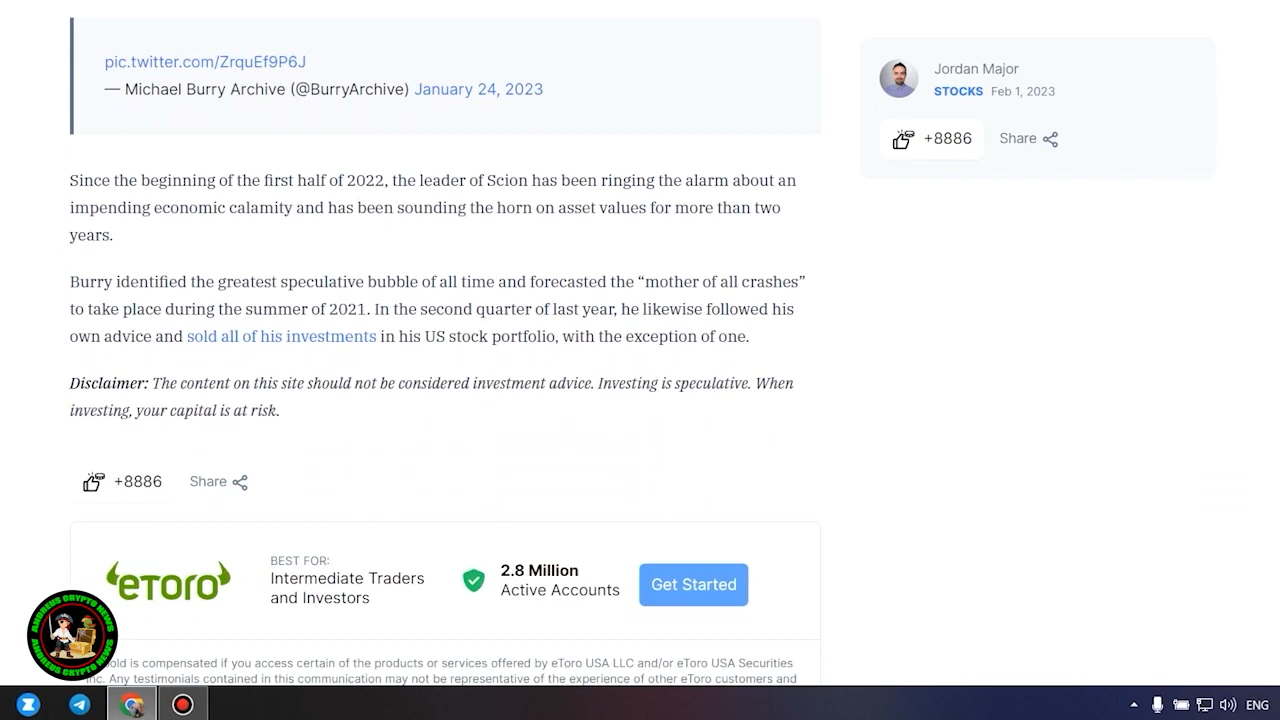 pic.twitter.com/ZrquEf9P6J
— Michael Burry Archive (@BurryArchive) January 24, 2023
Since the beginning of the first half of 2022, the leader of Scion has been ringing the alarm about an
impending economic calamity and has been sounding the horn on asset values for more than two
years.
Burry identified the greatest speculative bubble of all time and forecasted the “mother of all crashes”
to take place during the summer of 2021. In the second quarter of last year, he likewise followed his
own advice and sold all of his investments in his US stock portfolio, with the exception of one.
Disclaimer: The content on this site should not be considered investment advice. Investing is speculative. When
investing, your capital is at risk.
+8886 Share
eToro
BEST FOR:
Intermediate Traders
and Investors
2.8 Million
Active Accounts
Get Started
is compensated if you access certain of the products or services offered by eToro USA LLC and/or eToro USA Securities
Inc. Any testimonials contained in this communication may not be representative of the experience of other eToro customers and
Jordan Major
STOCKS Feb 1, 2023
+8886 Share
ANDREUS CRYPTO NEWS
ANDREUS CRYPTO NEWS
ENG